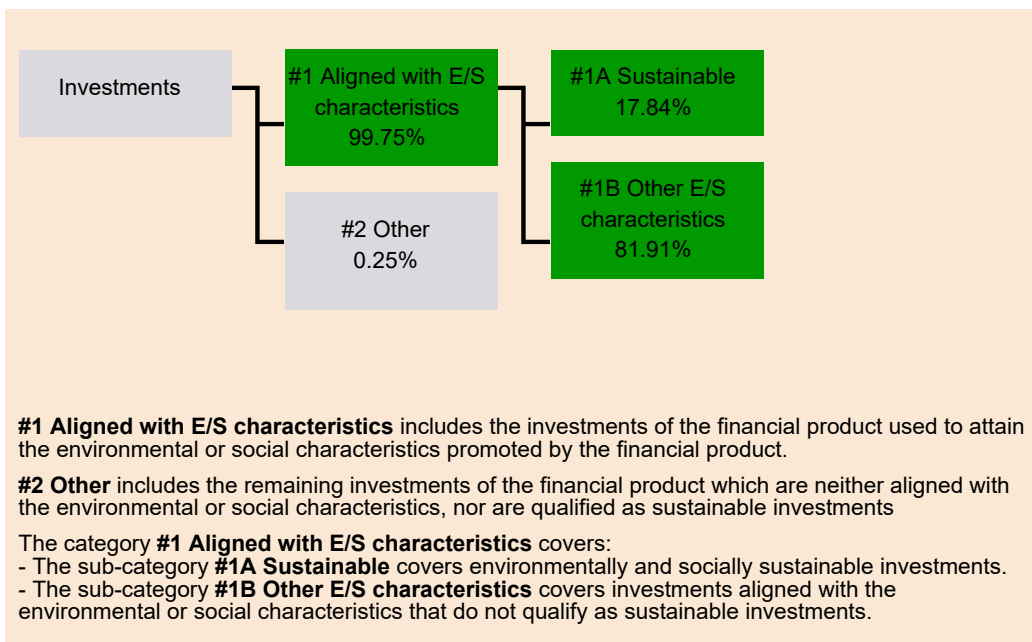 Investments
#1 Aligned with E/S
characteristics
99.75%
#2 Other
0.25%
#1A Sustainable
17.84%
#1B Other E/S
characteristics
81.91%
#1 Aligned with E/S characteristics includes the investments of the financial product used to attain
the environmental or social characteristics promoted by the financial product.
#2 Other includes the remaining investments of the financial product which are neither aligned with
the environmental or social characteristics, nor are qualified as sustainable investments
The category #1 Aligned with E/S characteristics covers:
- The sub-category #1A Sustainable covers environmentally and socially sustainable investments.
- The sub-category #1B Other E/S characteristics covers investments aligned with the
environmental or social characteristics that do not qualify as sustainable investments.